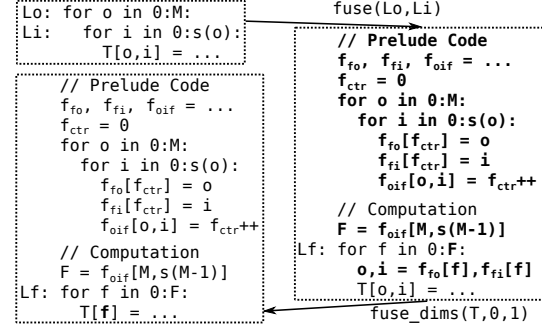 Lo: for o in 0:M:
Li:   for i in 0:s(o):
        T[o,i] = ...
fuse(Lo,Li)
// Prelude Code
f_fo, f_fi, f_oif = ...
f_ctr = 0
for o in 0:M:
  for i in 0:s(o):
    f_fo[f_ctr] = o
    f_fi[f_ctr] = i
    f_oif[o,i] = f_ctr++
// Computation
F = f_oif[M,s(M-1)]
Lf: for f in 0:F:
      o,i = f_fo[f],f_fi[f]
      T[o,i] = ...
fuse_dims(T,0,1)
// Prelude Code
f_fo, f_fi, f_oif = ...
f_ctr = 0
for o in 0:M:
  for i in 0:s(o):
    f_fo[f_ctr] = o
    f_fi[f_ctr] = i
    f_oif[o,i] = f_ctr++
// Computation
F = f_oif[M,s(M-1)]
Lf: for f in 0:F:
      T[f] = ...